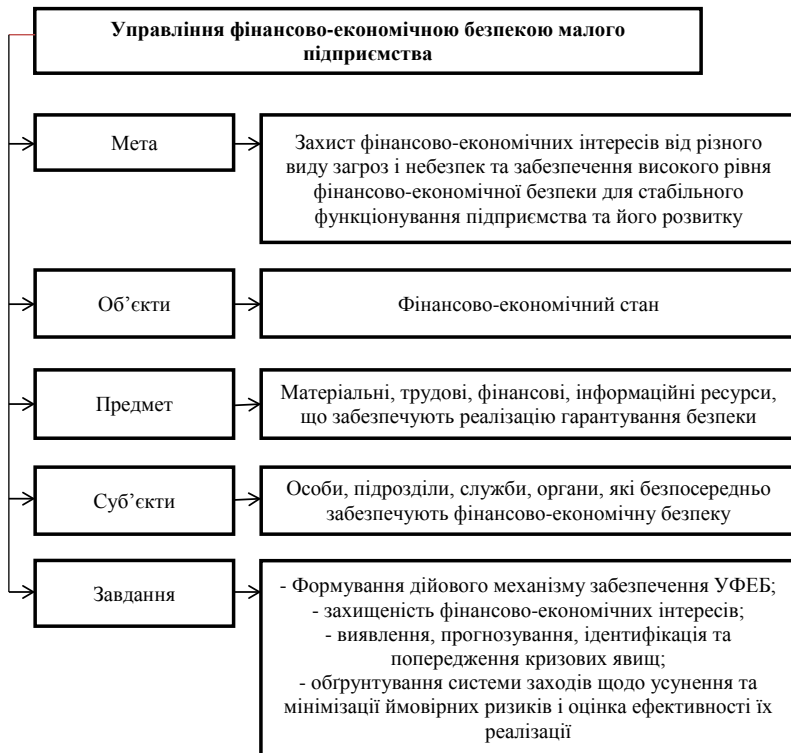 Управління фінансово-економічною безпекою малого
підприємства
Мета
Захист фінансово-економічних інтересів від різного
виду загроз і небезпек та забезпечення високого рівня
фінансово-економічної безпеки для стабільного
функціонування підприємства та його розвитку
Об’єкти
Фінансово-економічний стан
Предмет
Матеріальні, трудові, фінансові, інформаційні ресурси,
що забезпечують реалізацію гарантування безпеки
Суб’єкти
Особи, підрозділи, служби, органи, які безпосередньо
забезпечують фінансово-економічну безпеку
Завдання
- Формування дійового механізму забезпечення УФЕБ;
- захищеність фінансово-економічних інтересів;
- виявлення, прогнозування, ідентифікація та
попередження кризових явищ;
- обґрунтування системи заходів щодо усунення та
мінімізації ймовірних ризиків і оцінка ефективності їх
реалізації